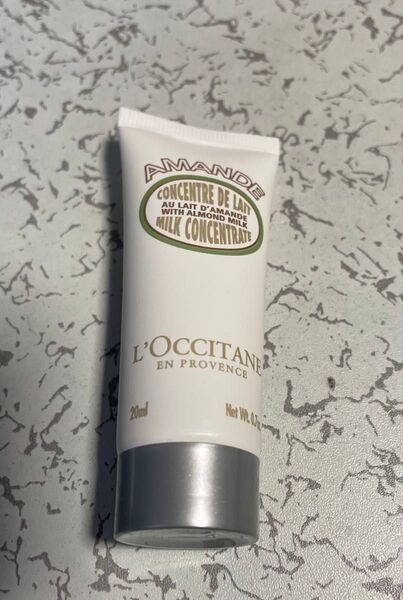 AMANDE
CONCENTRE DE LAIT
AU LAIT D'AMANDE
WITH ALMOND MILK
MILK CONCENTRATE
L'OCCITANE
EN PROVENCE
20ml Net Wt.